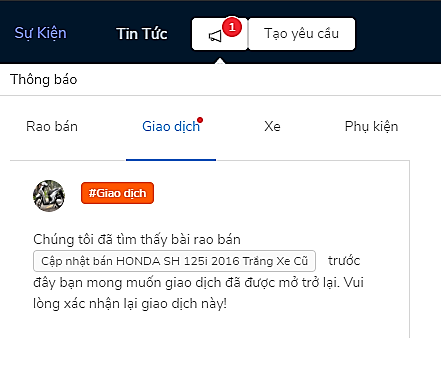 Sự Kiện Tin Tức 1 Tạo yêu cầu
Thông báo
Rao bán Giao dịch Xe Phụ kiện
#Giao dịch
Chúng tôi đã tìm thấy bài rao bán
Cập nhật bán HONDA SH 125i 2016 Trắng Xe Cũ trước
đây bạn mong muốn giao dịch đã được mở trở lại. Vui
lòng xác nhận lại giao dịch này!